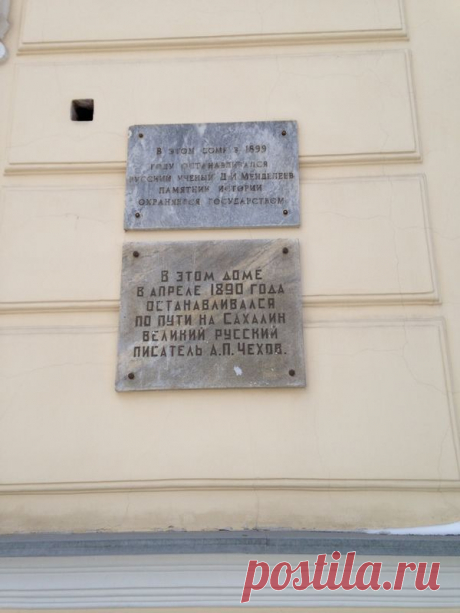 В ЭТОМ ДОМЕ В 1899
ГОДУ ОСТАНАВЛИВАЛСЯ
РУССКИЙ УЧЕНЫЙ Д.И МЕНДЕЛЕЕВ
ПАМЯТНИК ИСТОРИИ
ОХРАНЯЕТСЯ ГОСУДАРСТВОМ
В ЭТОМ ДОМЕ
В АПРЕЛЕ 1890 ГОДА
ОСТАНАВЛИВАЛСЯ
ПО ПУТИ НА САХАЛИН
ВЕЛИКИЙ РУССКИЙ
ПИСАТЕЛЬ А.П. ЧЕХОВ.
postila.ru